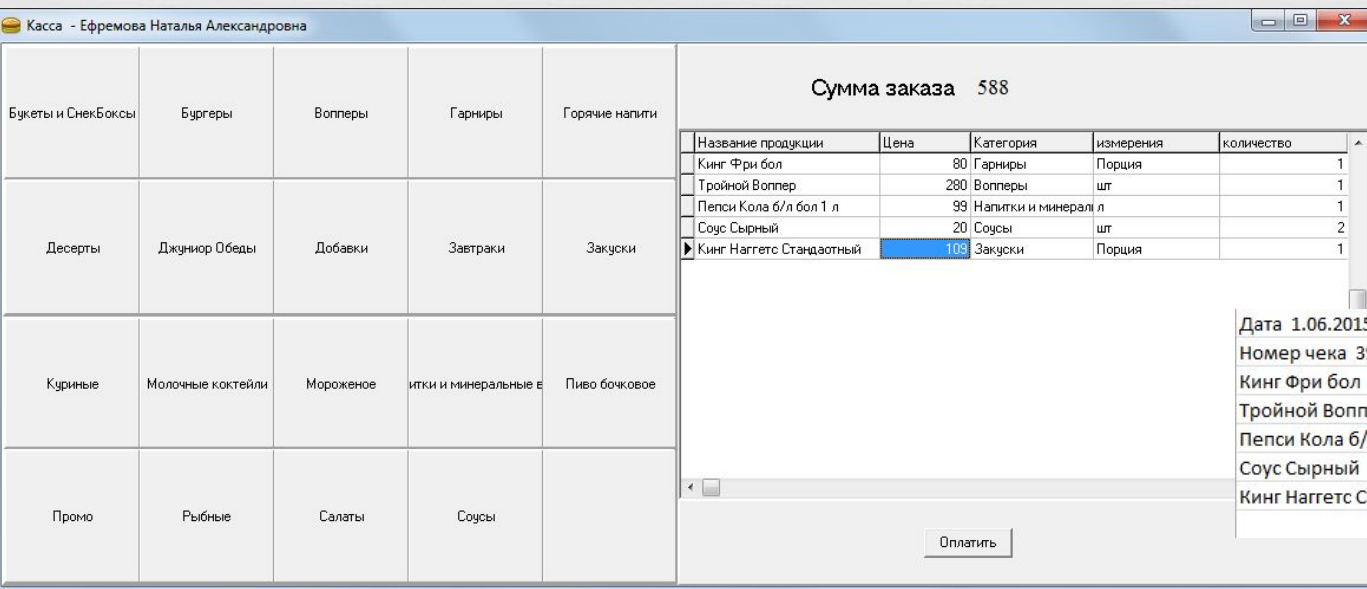 Касса - Ефремова Наталья Александровна
Букеты и СнекБоксы Бургеры Вопперы Гарниры Горячие напити
Десерты Джуниор Обеды Добавки Завтраки Закуски
Куриные Молочные коктейли Мороженое итки и минеральные в Пиво бочковое
Промо Рыбные Салаты Соусы
Сумма заказа 588
Название продукции Цена Категория измерения количество
Кинг Фри бол 80 Гарниры Порция 1
Тройной Воппер 280 Вопперы шт 1
Пепси Кола б/л бол 1 л 99 Напитки и минерал л 1
Соус Сырный 20 Соусы шт 2
Кинг Наггетс Стандаотный 109 Закуски Порция 1
Дата 1.06.2015
Номер чека 3
Кинг Фри бол
Тройной Вопп
Пепси Кола б/
Соус Сырный
Кинг Наггетс С
Оплатить